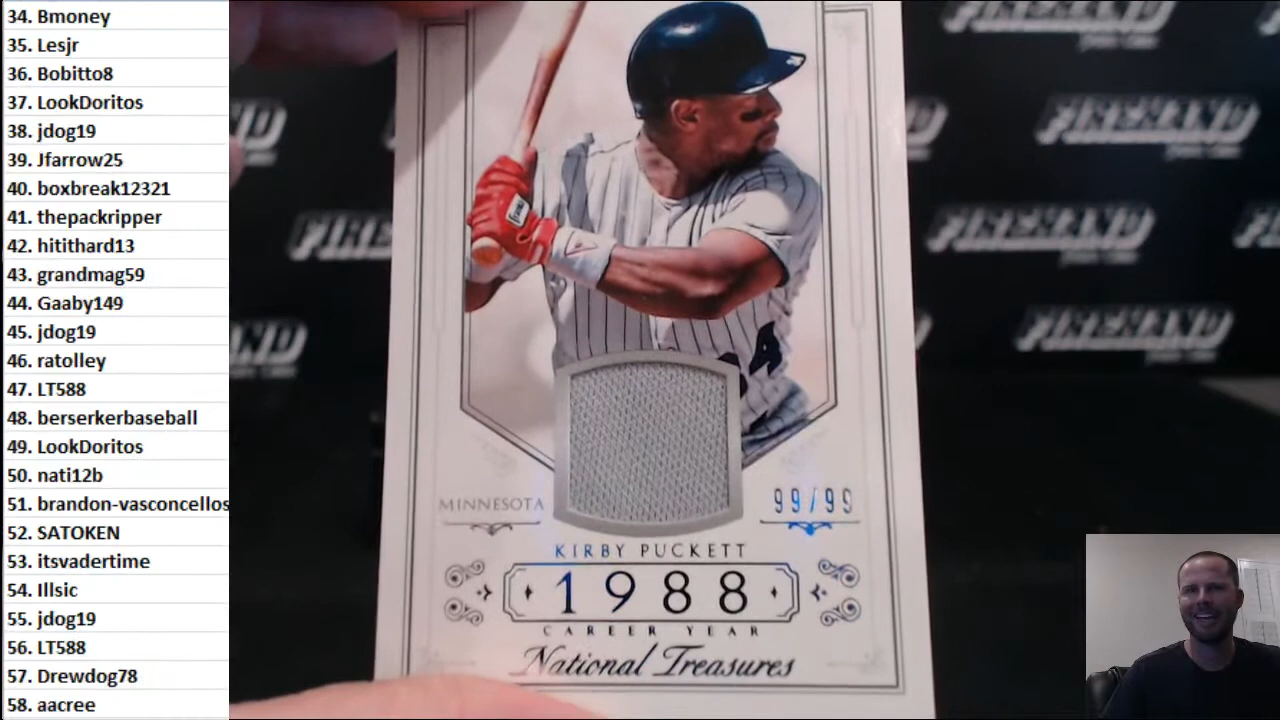 34. Bmoney
35. Lesjr
36. Bobitto8
37. LookDoritos
38. jdog19
39. Jfarrow25
40. boxbreak12321
41. thepackripper
42. hitithard13
43. grandmag59
44. Gaaby149
45. jdog19
46. ratolley
47. LT588
48. berserkerbaseball
49. LookDoritos
50. nati12b
51. brandon-vasconcellos
52. SATOKEN
53. itsvadertime
54. Illsic
55. jdog19
56. LT588
57. Drewdog78
58. aacree
FIREHAND
FIREHAND
FIREHAND
MINNESOTA
99/99
KIRBY PUCKETT
1988
CAREER YEAR
National Treasures